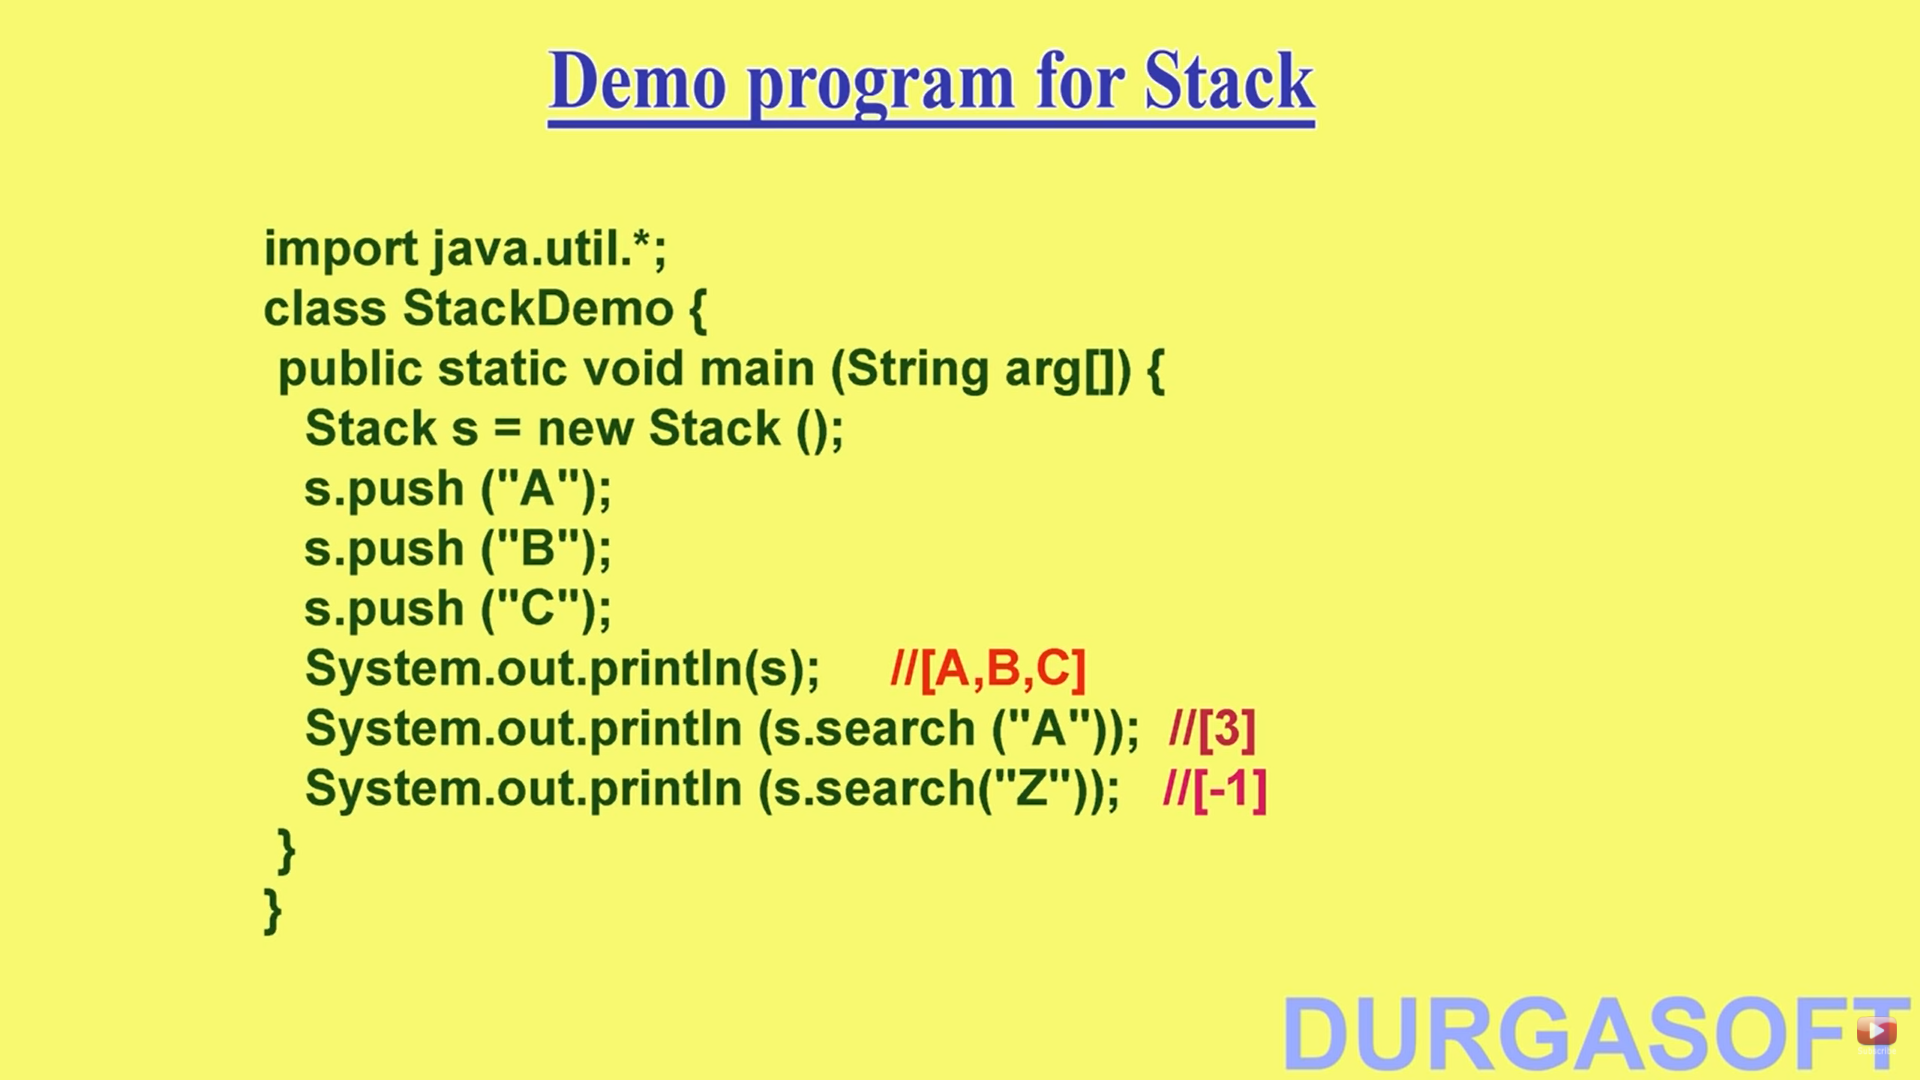 Demo program for Stack
import java.util.*;
class StackDemo {
public static void main (String arg[]) {
Stack s = new Stack ();
s.push ("A");
s.push ("B");
s.push ("C");
System.out.println(s); //[A,B,C]
System.out.println (s.search ("A")); //[3]
System.out.println (s.search("Z")); //[-1]
}
}
DURGASOFT